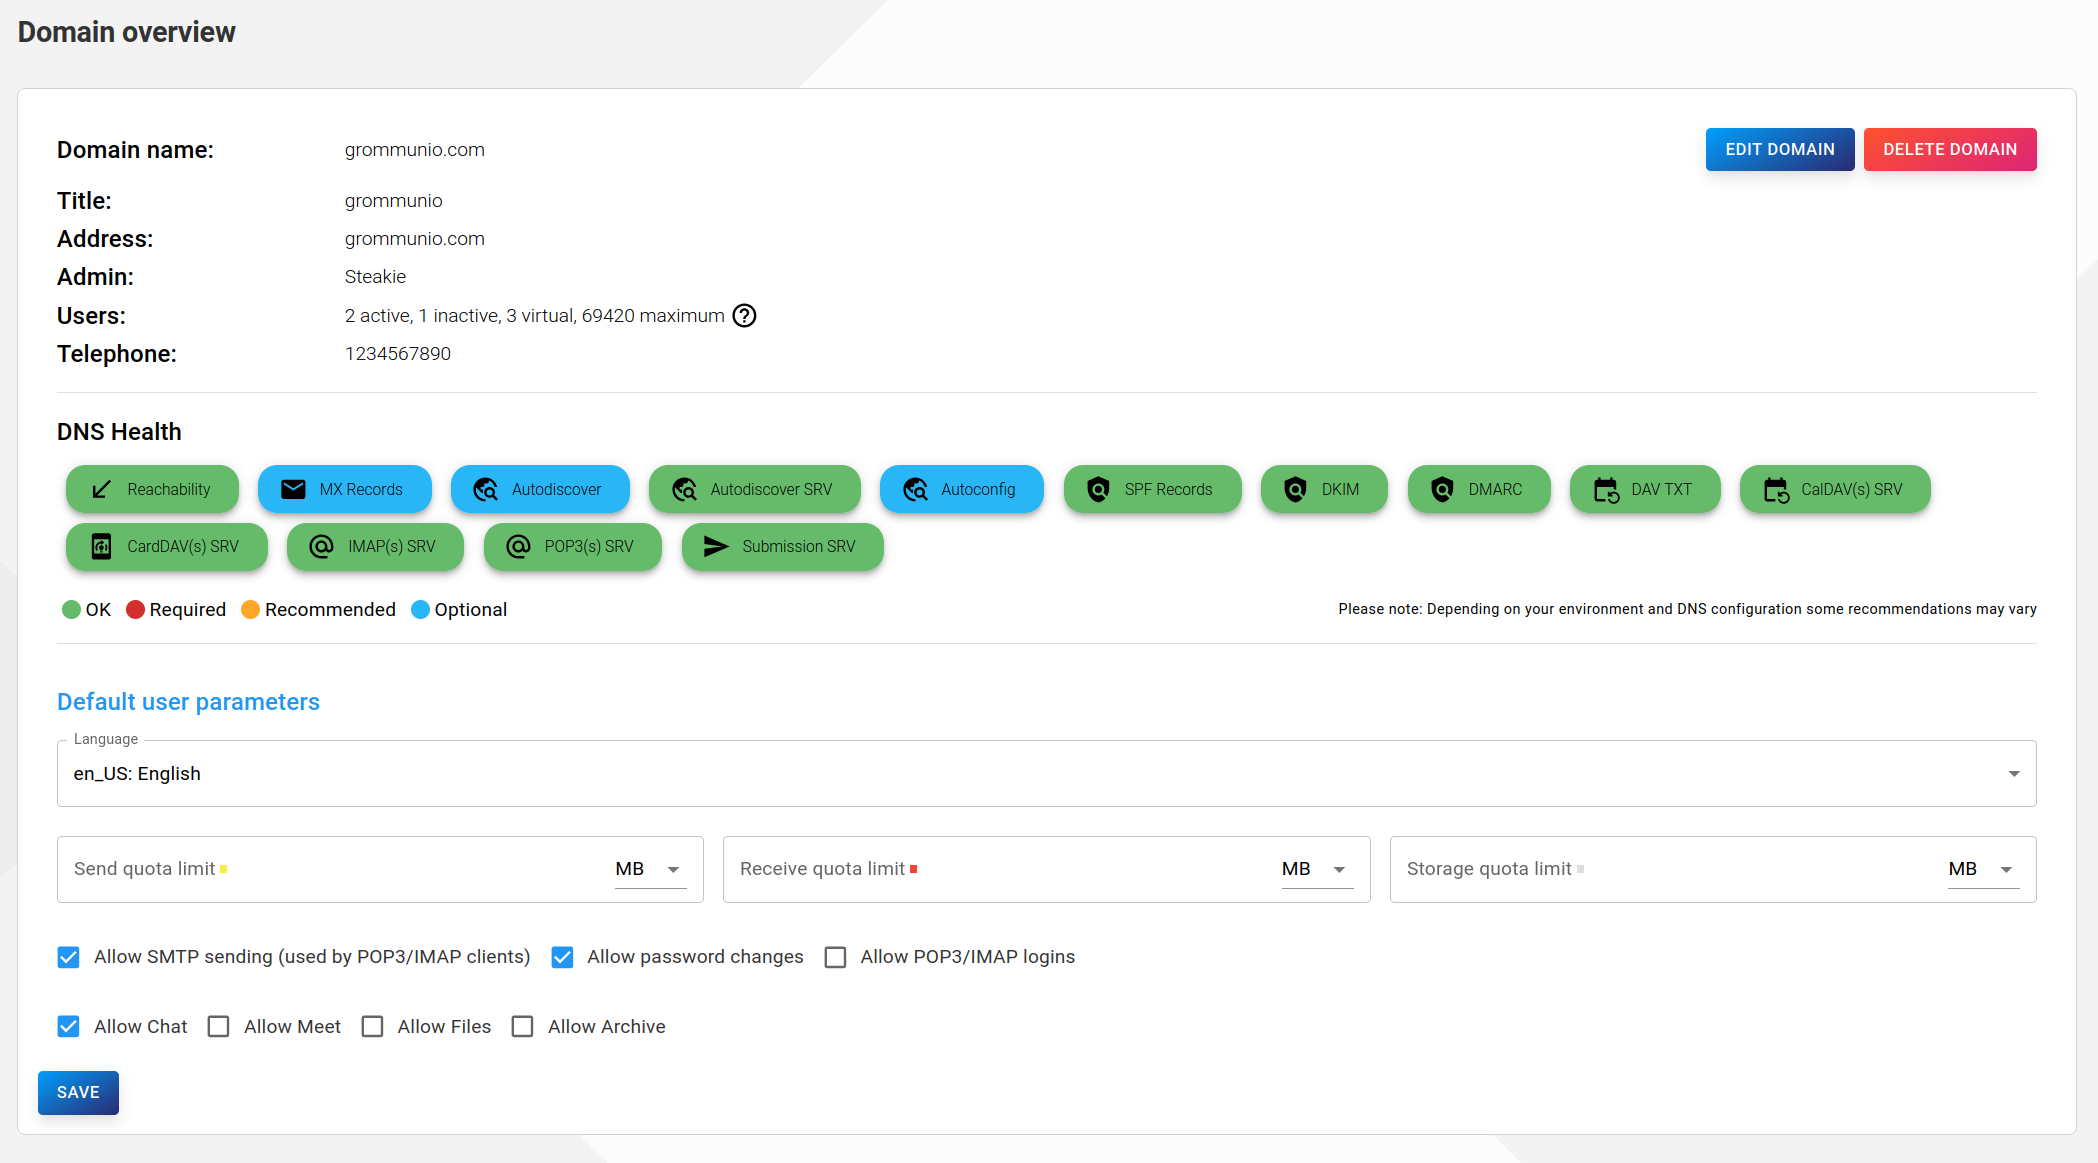 Domain overview
Domain name: grommunio.com EDIT DOMAIN DELETE DOMAIN
Title: grommunio
Address: grommunio.com
Admin: Steakie
Users: 2 active, 1 inactive, 3 virtual, 69420 maximum ?
Telephone: 1234567890
DNS Health
Reachability MX Records Autodiscover Autodiscover SRV Autoconfig SPF Records DKIM DMARC DAV TXT CalDAV(s) SRV
CardDAV(s) SRV IMAP(s) SRV POP3(s) SRV Submission SRV
OK Required Recommended Optional Please note: Depending on your environment and DNS configuration some recommendations may vary
Default user parameters
Language
en_US: English
Send quota limit MB Receive quota limit MB Storage quota limit MB
Allow SMTP sending (used by POP3/IMAP clients) Allow password changes Allow POP3/IMAP logins
Allow Chat Allow Meet Allow Files Allow Archive
SAVE